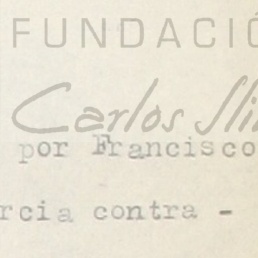 FUNDACIÓ
Carlos Sli
por Francisco
rcia contra -